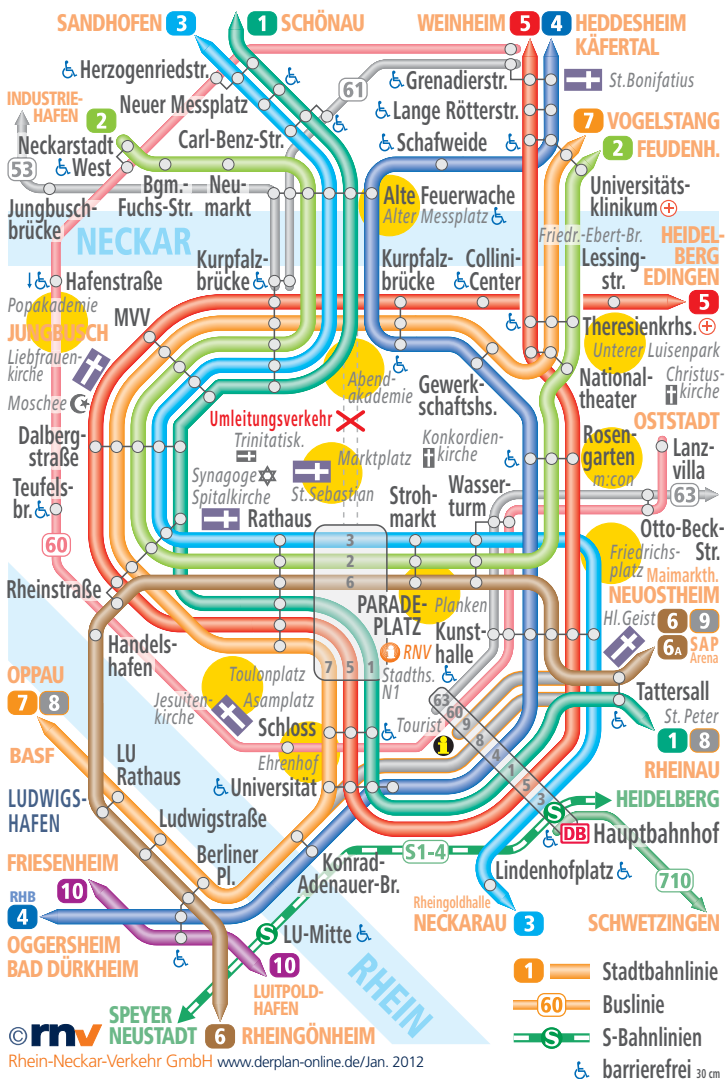 SANDHOFEN 3
1 SCHÖNAU
WEINHEIM 5
4 HEDDESHEIM
KÄFERTAL
Herzogenriedstr.
61
Grenadierstr.
St.Bonifatius
INDUSTRIE-
HAFEN
Neuer Messplatz
Lange Rötterstr.
2
Carl-Benz-Str.
7 VOGELSTANG
Neckarstadt
West
Schafweide
2 FEUDENH.
53
Bgm.-
Fuchs-Str.
Neu-
markt
Universitäts-
klinikum
Jungbusch-
brücke
Alte Feuerwache
Alter Messplatz
NECKAR
Friedr.-Ebert-Br.
HEIDEL-
BERG
EDINGEN
5
Hafenstraße
Kurpfalz-
brücke
Kurpfalz-
brücke
Collini-
Center
Lessing-
str.
Popakademie
JUNGBUSCH
MVV
Theresienkrhs.
Unterer Luisenpark
Liebfrauen-
kirche
Abend-
akademie
Gewerk-
schaftshs.
National-
theater
Christus-
kirche
Moschee
Umleitungsverkehr
OSTSTADT
Dalberg-
straße
Trinitatisk.
Marktplatz
Konkordien-
kirche
Rosen-
garten
m:con
Lanz-
villa
Teufels-
br.
Synagoge
Spitalkirche
St.Sebastian
Wasser-
turm
63
Rathaus
Stroh-
markt
Otto-Beck-
Str.
60
3
2
6
Friedrichs-
platz
Maimarkth.
NEUOSTHEIM
6 9
Rheinstraße
PARADE-
PLATZ
Planken
Hl.Geist
6A SAP
Arena
Handels-
hafen
RNV
Kunst-
halle
7 5 1
Stadths.
N1
OPPAU
7 8
Toulonplatz
Asamplatz
Jesuiten-
kirche
Tattersall
St. Peter
1 8
RHEINAU
Schloss
Ehrenhof
Tourist
63
60
9
8
4
1
5
3
BASF
LU
Rathaus
Universität
LUDWIGS-
HAFEN
Ludwigstraße
S
HEIDELBERG
DB Hauptbahnhof
Berliner
Pl.
Konrad-
Adenauer-Br.
S1-4
FRIESENHEIM
10
Lindenhofplatz
710
RHB
4
Rheingoldhalle
NECKARAU 3
SCHWETZINGEN
OGGERSHEIM
BAD DÜRKHEIM
S LU-Mitte
10
LUITPOLD-
HAFEN
RHEIN
SPEYER
NEUSTADT
6 RHEINGÖNHEIM
1 Stadtbahnlinie
60 Buslinie
S S-Bahnlinien
barrierefrei 30 cm
© rnv
Rhein-Neckar-Verkehr GmbH www.derplan-online.de/Jan. 2012